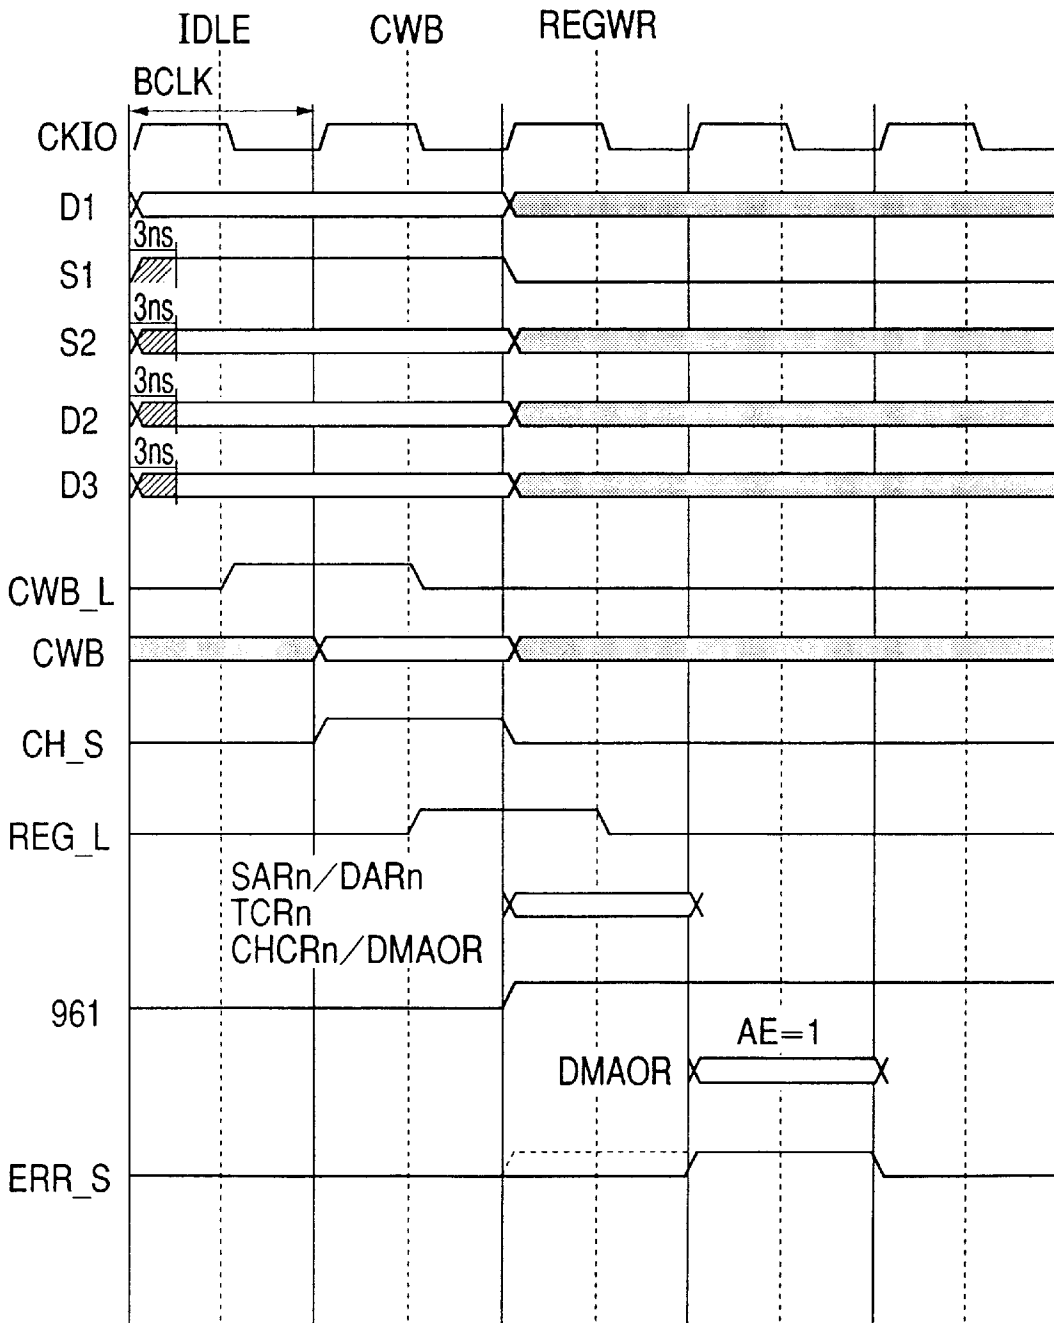 IDLE CWB REGWR
BCLK
CKIO
D1
3ns
S1
3ns
S2
3ns
D2
3ns
D3
CWB_L
CWB
CH_S
REG_L
SARn/DARn
TCRn
CHCRn/DMAOR
961
AE=1
DMAOR
ERR_S